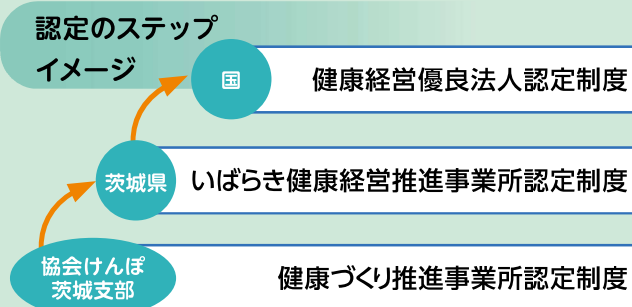 認定のステップ
イメージ
国
健康経営優良法人認定制度
茨城県
いばらき健康経営推進事業所認定制度
協会けんぽ
茨城支部
健康づくり推進事業所認定制度